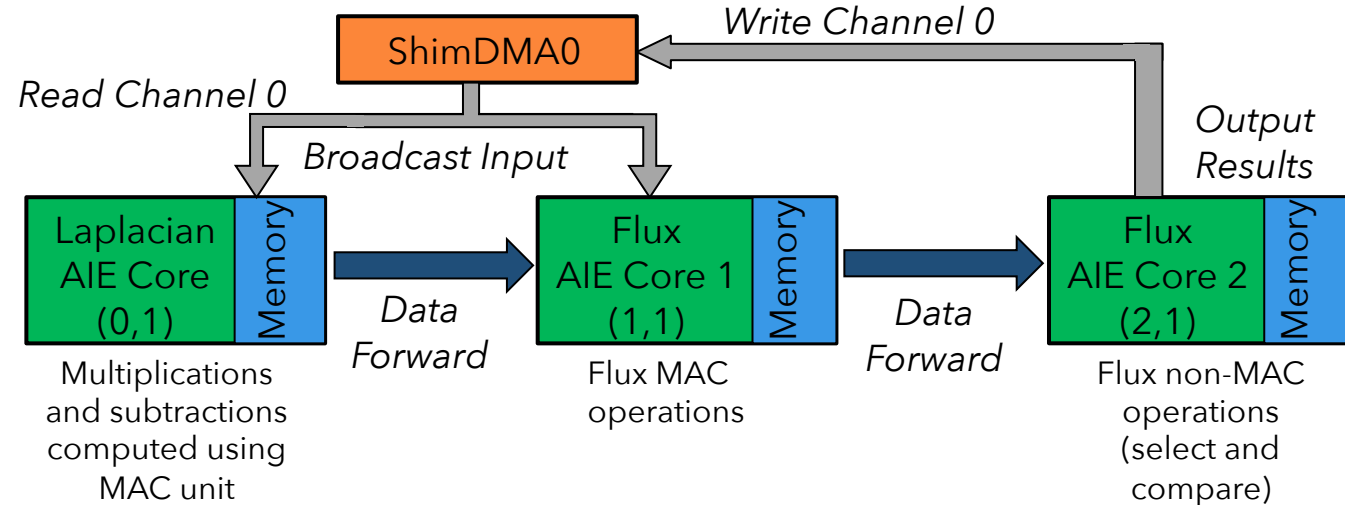 Write Channel 0
ShimDMA0
Read Channel 0
Broadcast Input
Output
Results
Laplacian
AIE Core
(0,1)
Memory
Data
Forward
Flux
AIE Core 1
(1,1)
Memory
Data
Forward
Flux
AIE Core 2
(2,1)
Memory
Multiplications
and subtractions
computed using
MAC unit
Flux MAC
operations
Flux non-MAC
operations
(select and
compare)